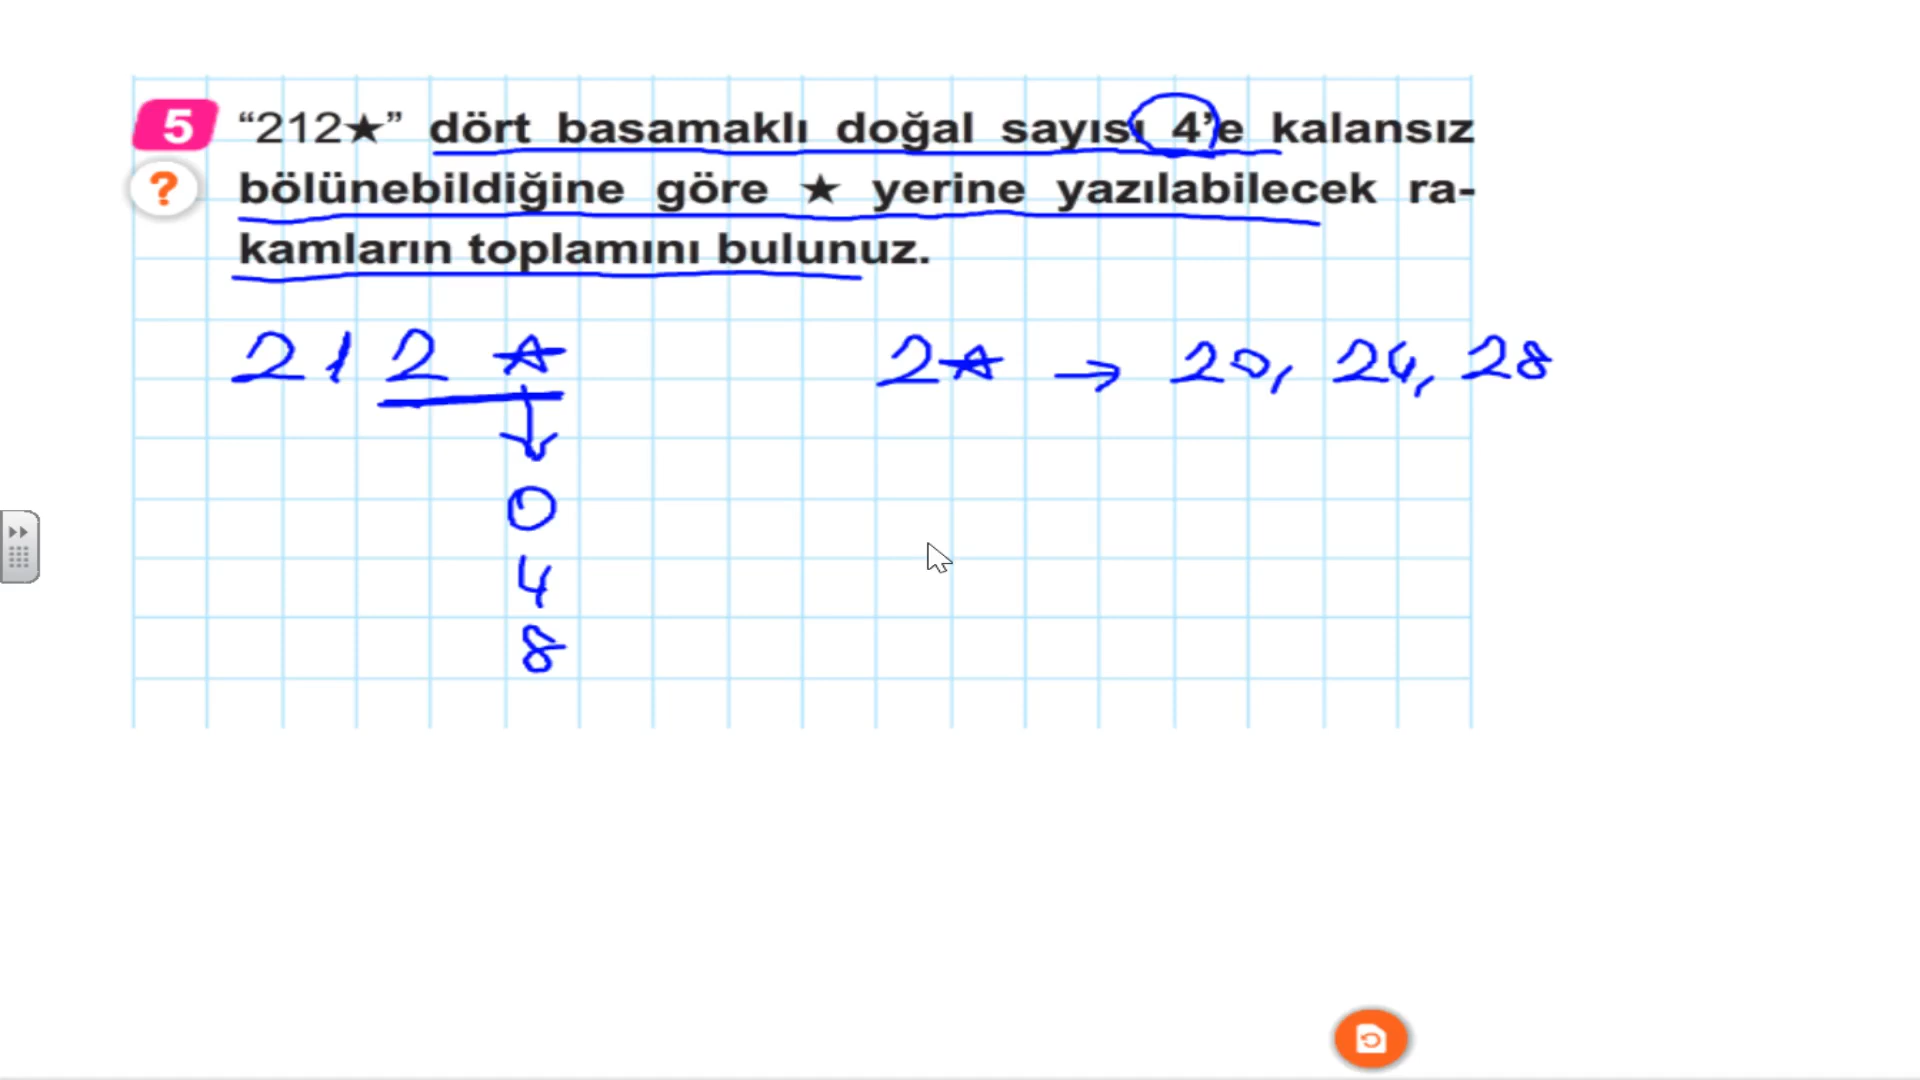 5 “212★” dört basamaklı doğal sayısı 4’e kalansız
? bölünebildiğine göre ★ yerine yazılabilecek ra-
kamların toplamını bulunuz.
212☆ 2☆ → 20, 24, 28
↓
0
4
8